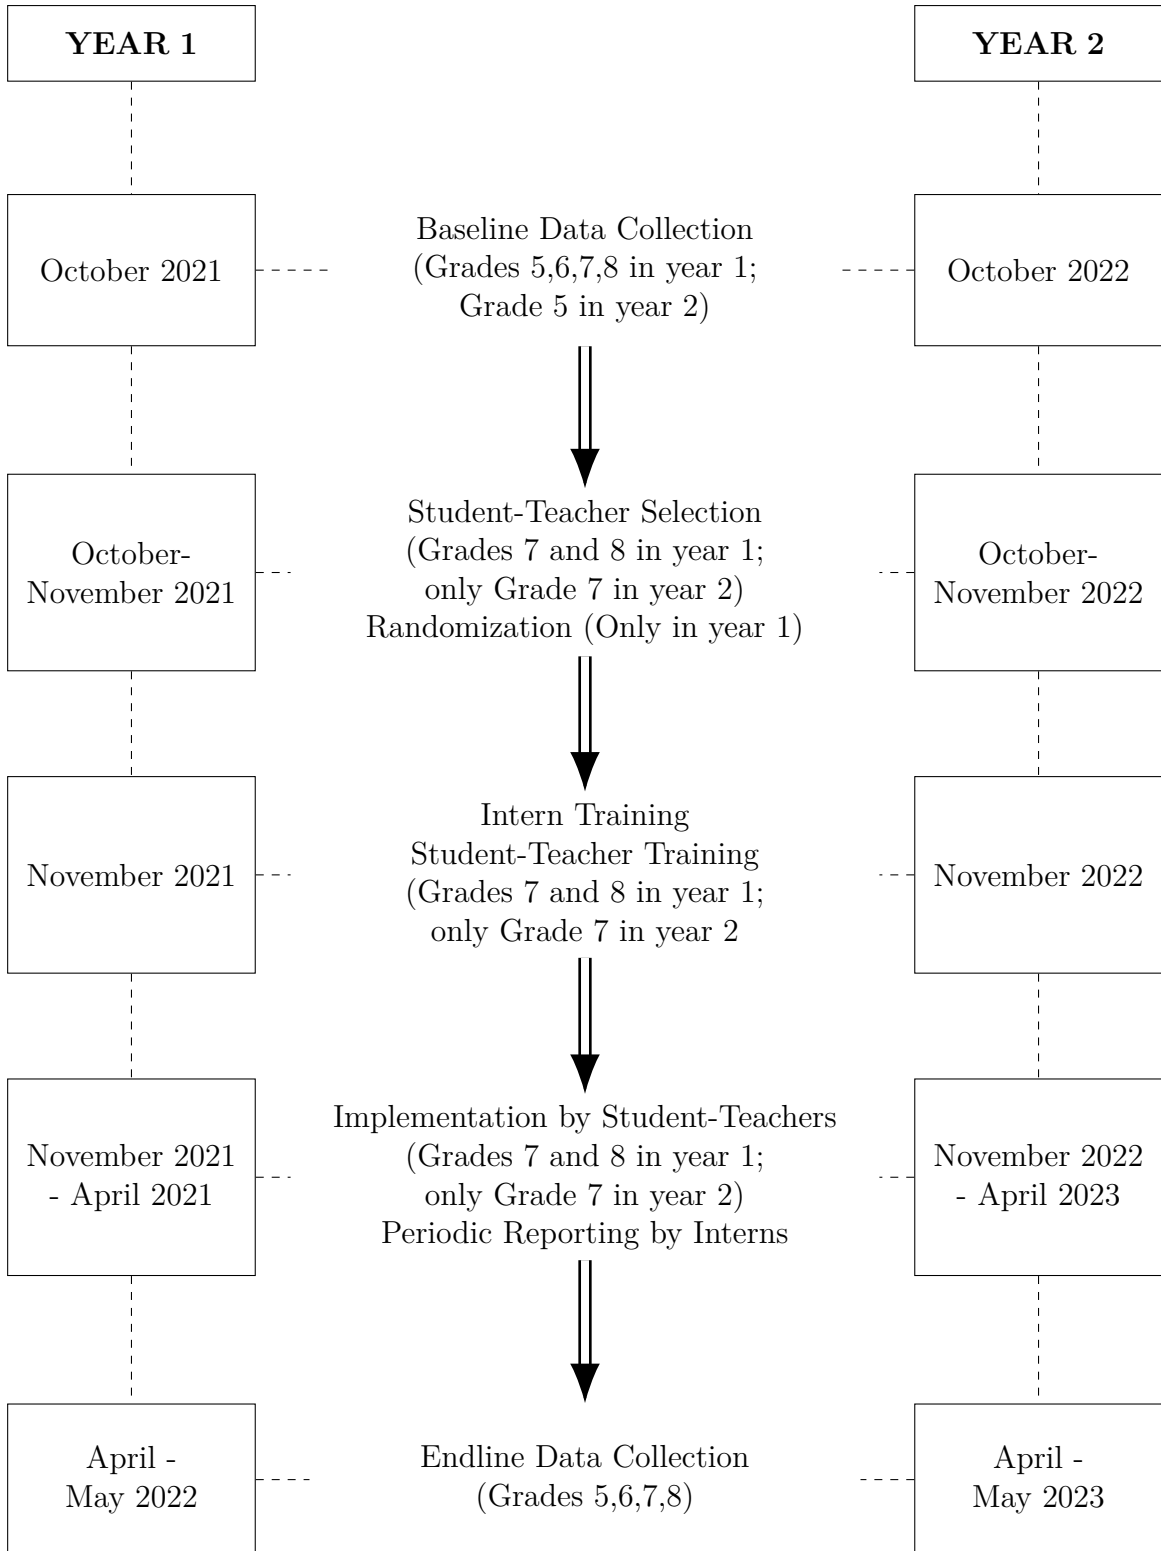 YEAR 1
YEAR 2
October 2021
Baseline Data Collection
(Grades 5,6,7,8 in year 1;
Grade 5 in year 2)
October 2022
October-
November 2021
Student-Teacher Selection
(Grades 7 and 8 in year 1;
only Grade 7 in year 2)
Randomization (Only in year 1)
October-
November 2022
November 2021
Intern Training
Student-Teacher Training
(Grades 7 and 8 in year 1;
only Grade 7 in year 2
November 2022
November 2021
- April 2021
Implementation by Student-Teachers
(Grades 7 and 8 in year 1;
only Grade 7 in year 2)
Periodic Reporting by Interns
November 2022
- April 2023
April -
May 2022
Endline Data Collection
(Grades 5,6,7,8)
April -
May 2023